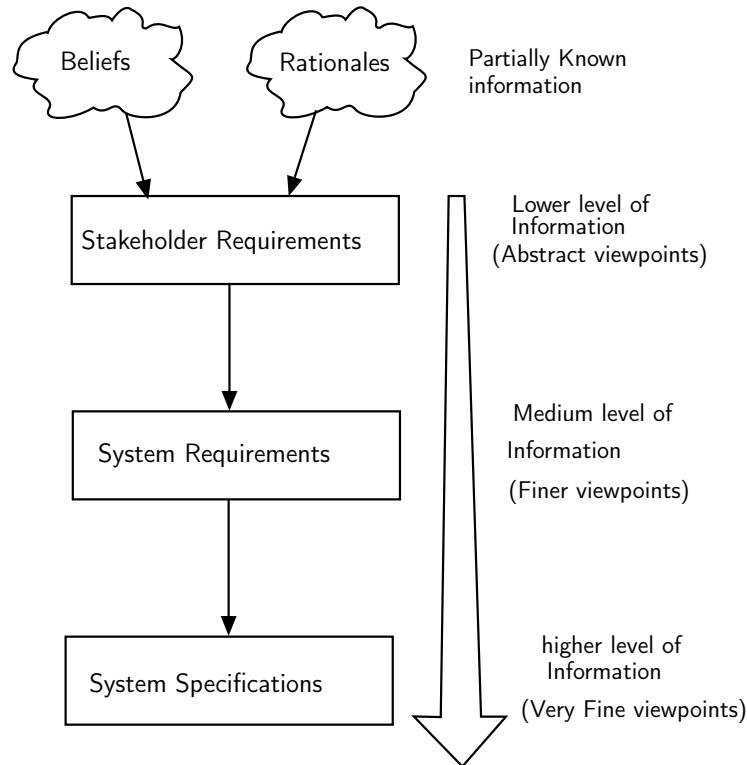 Beliefs
Rationales
Partially Known
information
Stakeholder Requirements
Lower level of
Information
(Abstract viewpoints)
System Requirements
Medium level of
Information
(Finer viewpoints)
System Specifications
higher level of
Information
(Very Fine viewpoints)